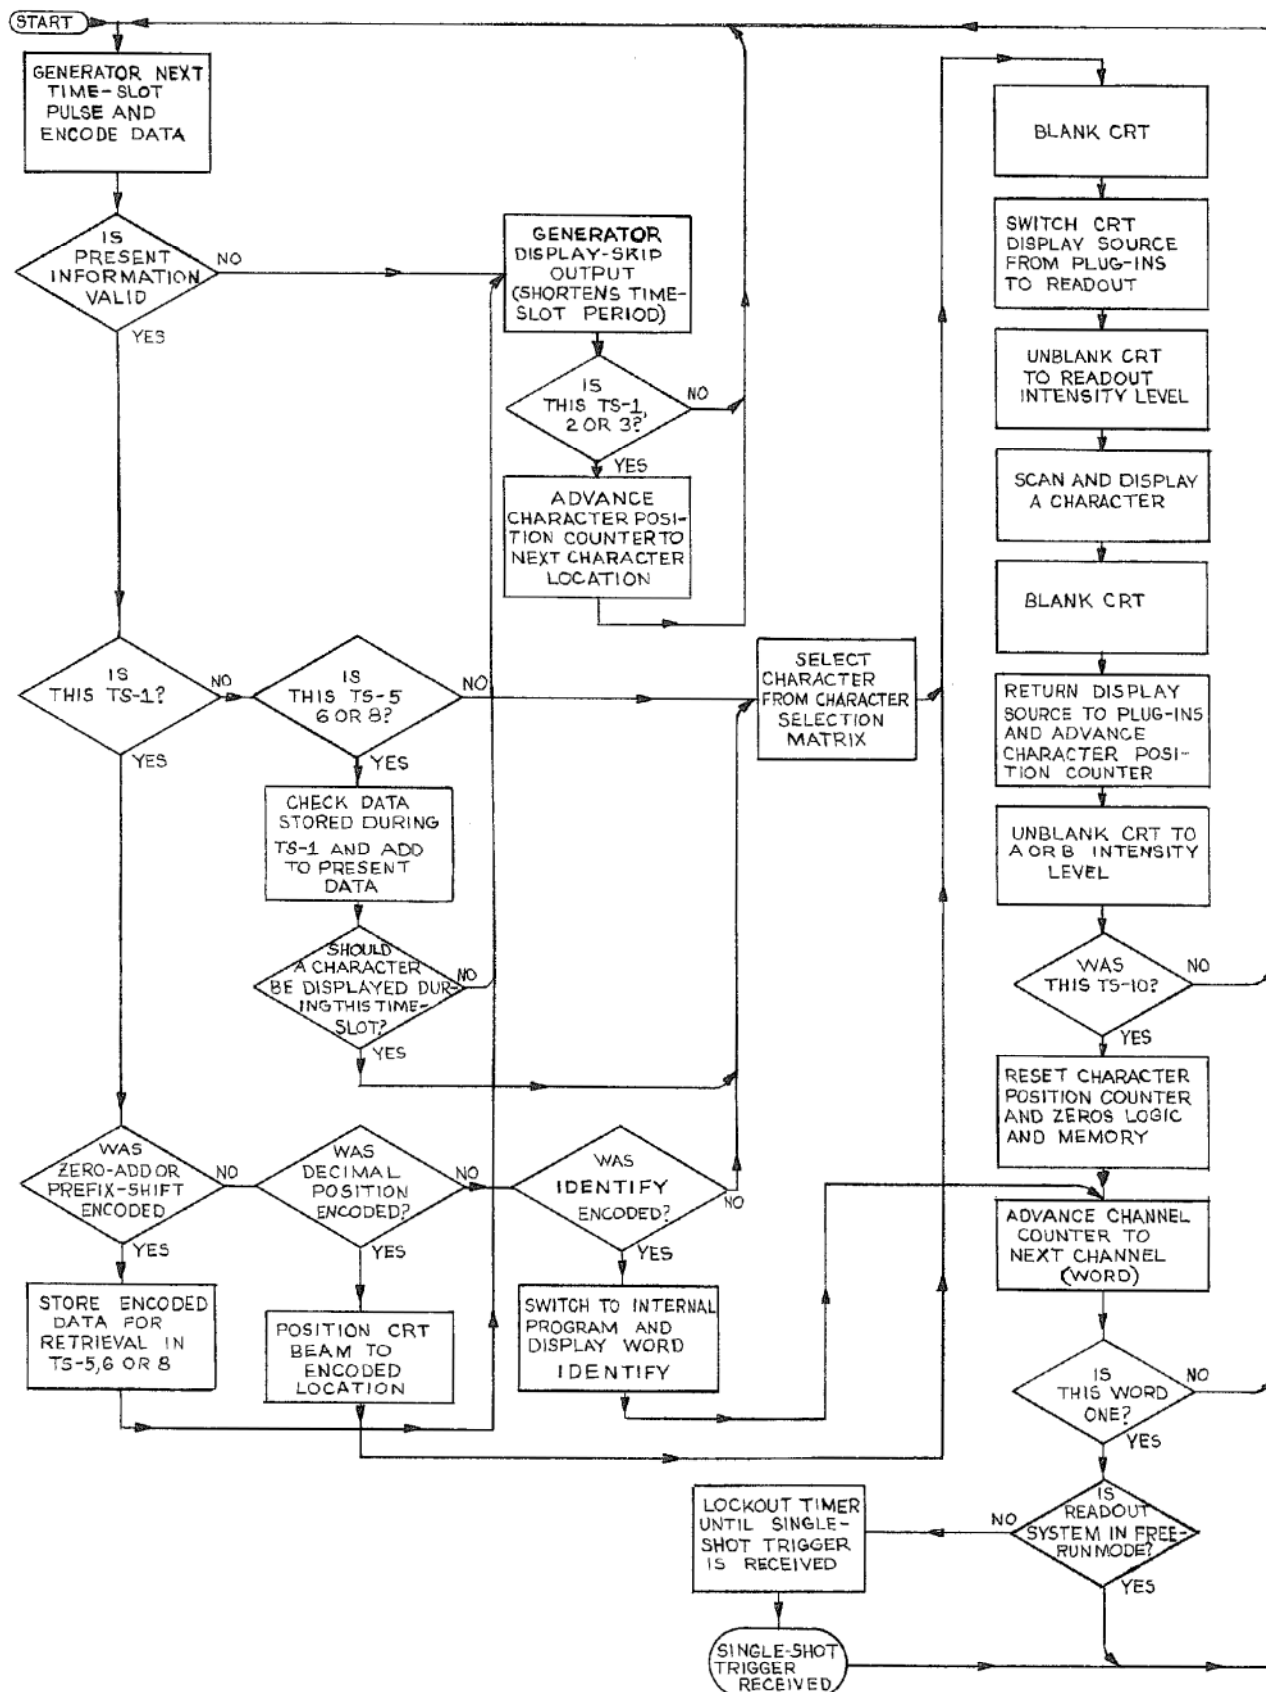 START
GENERATOR NEXT
TIME-SLOT
PULSE AND
ENCODE DATA
IS
PRESENT
INFORMATION
VALID
NO
YES
GENERATOR
DISPLAY-SKIP
OUTPUT
(SHORTENS TIME-
SLOT PERIOD)
IS
THIS TS-1,
2 OR 3?
NO
YES
ADVANCE
CHARACTER POSI-
TION COUNTER TO
NEXT CHARACTER
LOCATION
IS
THIS TS-1?
NO
YES
IS
THIS TS-5
6 OR 8?
NO
YES
SELECT
CHARACTER
FROM CHARACTER
SELECTION
MATRIX
CHECK DATA
STORED DURING
TS-1 AND ADD
TO PRESENT
DATA
SHOULD
A CHARACTER
BE DISPLAYED DUR-
ING THIS TIME-
SLOT?
NO
YES
WAS
ZERO-ADD OR
PREFIX-SHIFT
ENCODED
NO
YES
WAS
DECIMAL
POSITION
ENCODED?
NO
YES
WAS
IDENTIFY
ENCODED?
NO
YES
STORE ENCODED
DATA FOR
RETRIEVAL IN
TS-5,6 OR 8
POSITION CRT
BEAM TO
ENCODED
LOCATION
SWITCH TO INTERNAL
PROGRAM AND
DISPLAY WORD
IDENTIFY
BLANK CRT
SWITCH CRT
DISPLAY SOURCE
FROM PLUG-INS
TO READOUT
UNBLANK CRT
TO READOUT
INTENSITY LEVEL
SCAN AND DISPLAY
A CHARACTER
BLANK CRT
RETURN DISPLAY
SOURCE TO PLUG-INS
AND ADVANCE
CHARACTER POSI-
TION COUNTER
UNBLANK CRT TO
A OR B INTENSITY
LEVEL
WAS
THIS TS-10?
NO
YES
RESET CHARACTER
POSITION COUNTER
AND ZEROS LOGIC
AND MEMORY
ADVANCE CHANNEL
COUNTER TO
NEXT CHANNEL
(WORD)
IS
THIS WORD
ONE?
NO
YES
IS
READOUT
SYSTEM IN FREE-
RUN MODE?
NO
YES
LOCKOUT TIMER
UNTIL SINGLE-
SHOT TRIGGER
IS RECEIVED
SINGLE-SHOT
TRIGGER
RECEIVED